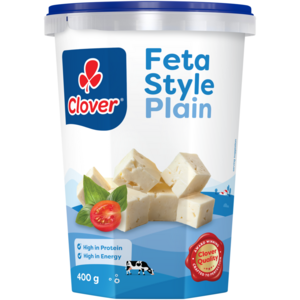 Clover®
Feta
Style
Plain
High in Protein
High in Energy
Clover Quality
400 g